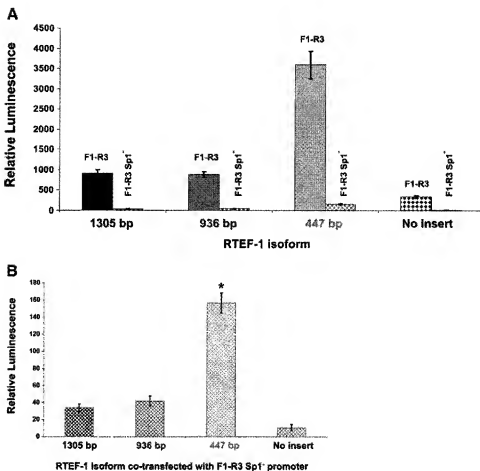 A
Relative Luminescence
4500
4000
3500
3000
2500
2000
1500
1000
500
0
F1-R3
F1-R3 Sp1-
F1-R3
F1-R3 Sp1-
F1-R3
F1-R3 Sp1-
F1-R3
F1-R3 Sp1-
1305 bp 936 bp 447 bp No insert
RTEF-1 isoform
B
Relative Luminescence
180
160
140
120
100
80
60
40
20
0
*
1305 bp 936 bp 447 bp No insert
RTEF-1 Isoform co-transfected with F1-R3 Sp1- promoter